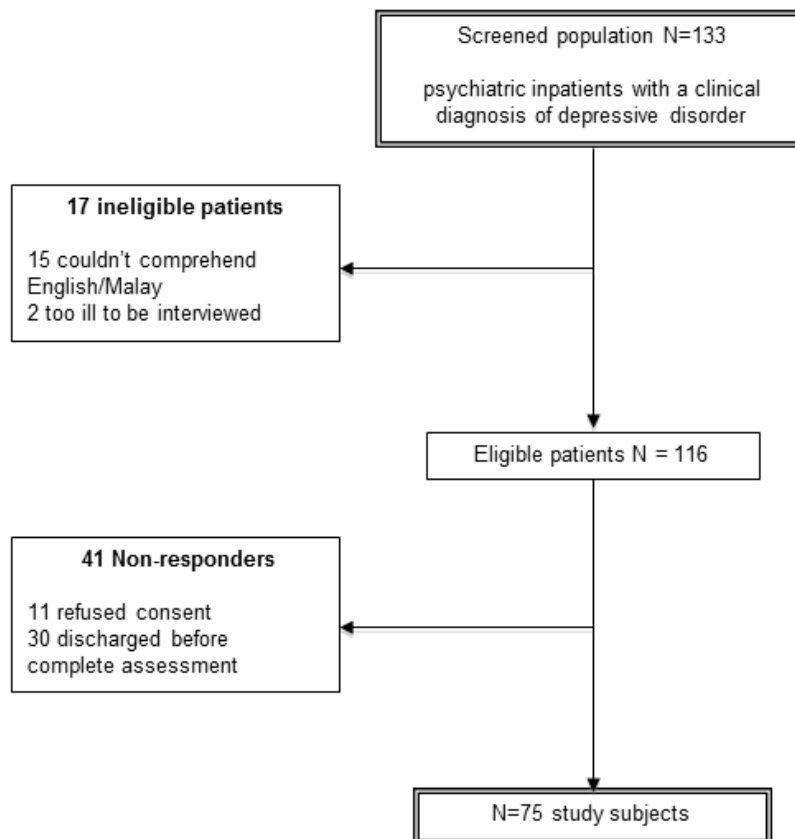 Screened population N=133
psychiatric inpatients with a clinical
diagnosis of depressive disorder
17 ineligible patients
15 couldn’t comprehend
English/Malay
2 too ill to be interviewed
Eligible patients N = 116
41 Non-responders
11 refused consent
30 discharged before
complete assessment
N=75 study subjects